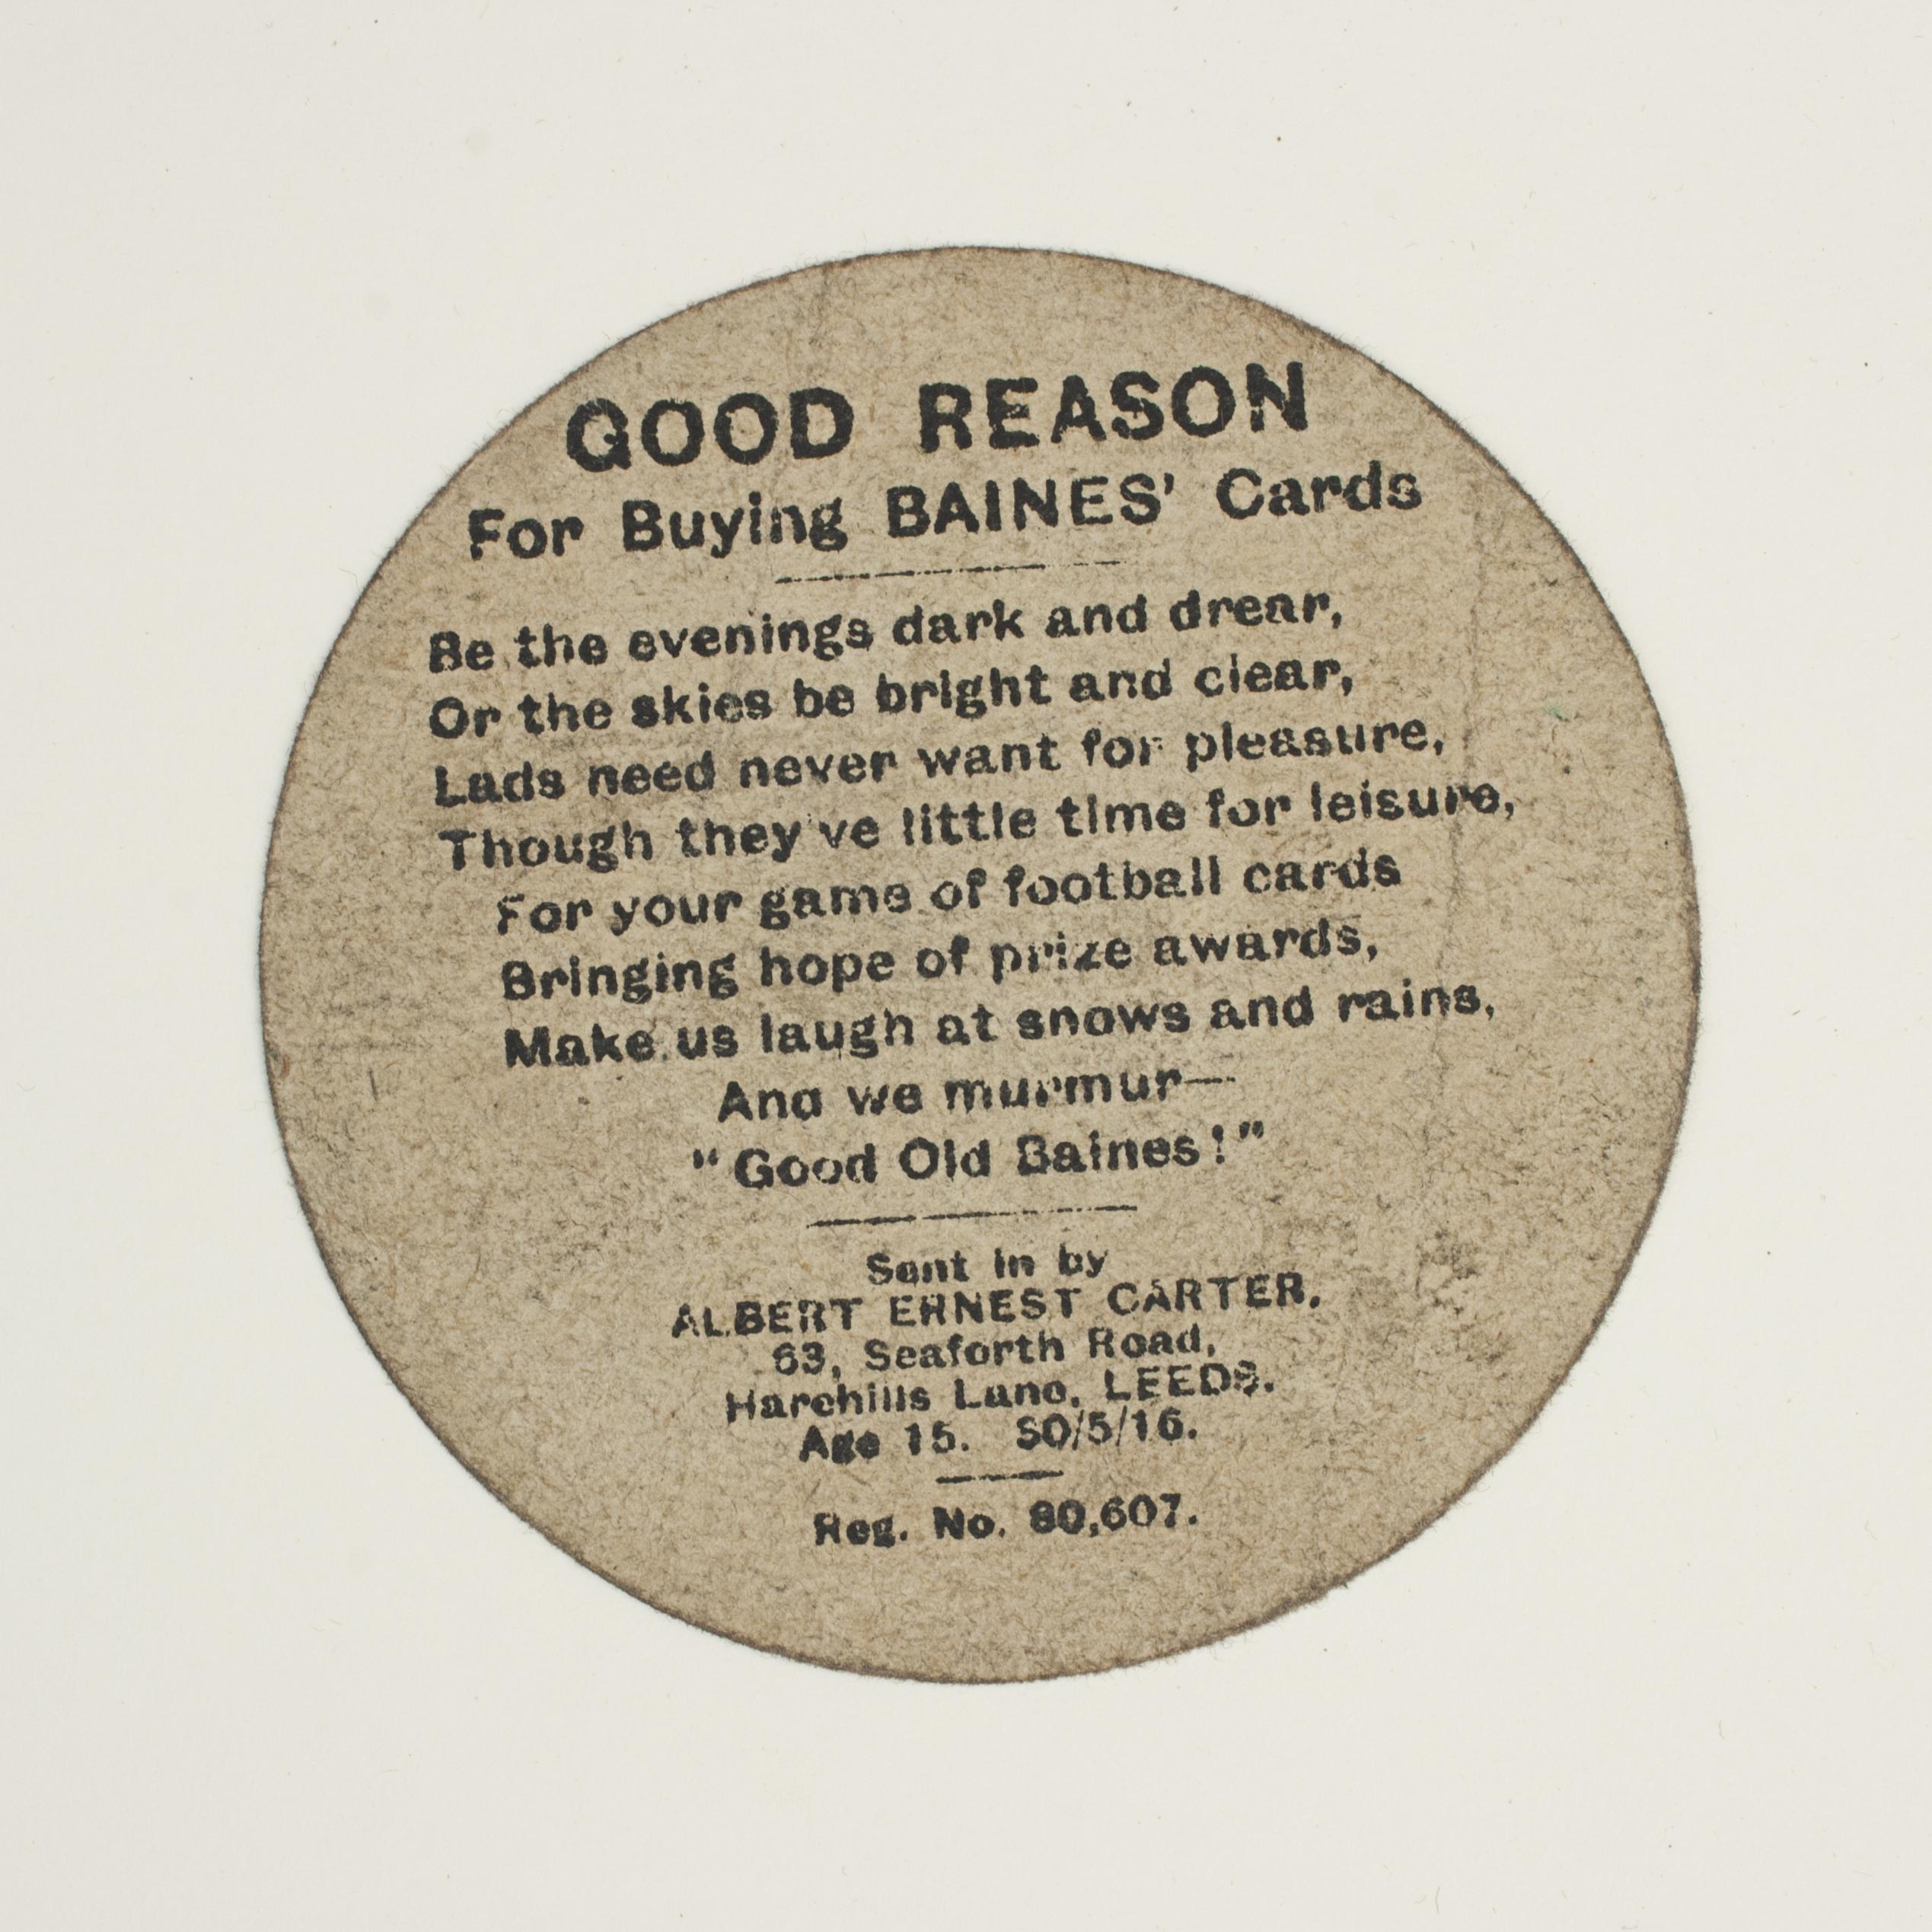 GOOD REASON
For Buying BAINES' Cards
Be the evenings dark and drear,
Or the skies be bright and clear,
Lads need never want for pleasure,
Though they've little time for leisure,
For your game of football cards
Bringing hope of prize awards,
Make us laugh at snows and rains,
And we murmur—
"Good Old Baines!"
Sent in by
ALBERT ERNEST CARTER,
63, Seaforth Road,
Harehills Lane, LEEDS.
Age 15. 30/5/16.
Reg. No. 80,607.